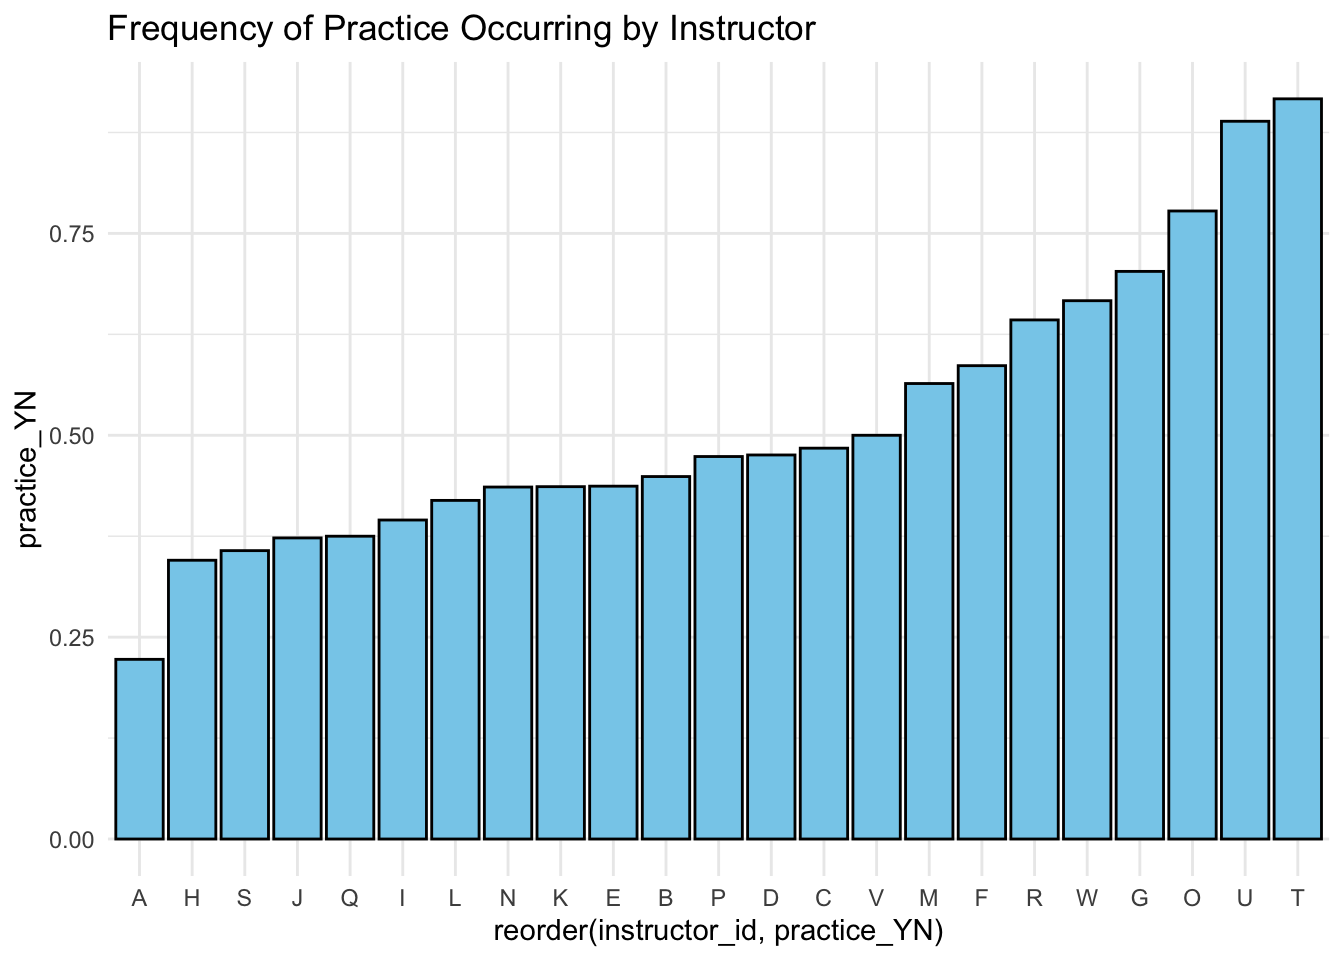 Frequency of Practice Occurring by Instructor
practice_YN
0.75
0.50
0.25
0.00
A H S J Q I L N K E B P D C V M F R W G O U T
reorder(instructor_id, practice_YN)